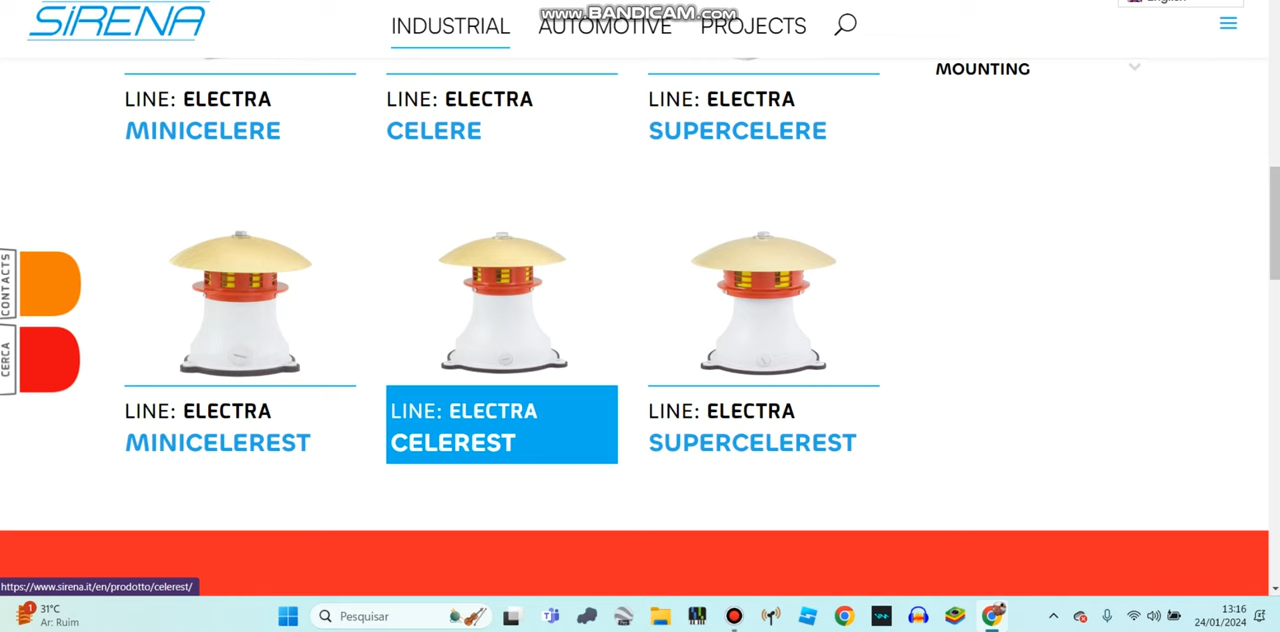 SiRENA
INDUSTRIAL
AUTOMOTIVE
PROJECTS
www.BANDICAM.com
English
MOUNTING
LINE: ELECTRA
MINICELERE
LINE: ELECTRA
CELERE
LINE: ELECTRA
SUPERCELERE
CONTACTS
CERCA
LINE: ELECTRA
MINICELEREST
LINE: ELECTRA
CELEREST
LINE: ELECTRA
SUPERCELEREST
https://www.sirena.it/en/prodotto/celerest/
1
31°C
Ar: Ruim
Pesquisar
13:16
24/01/2024